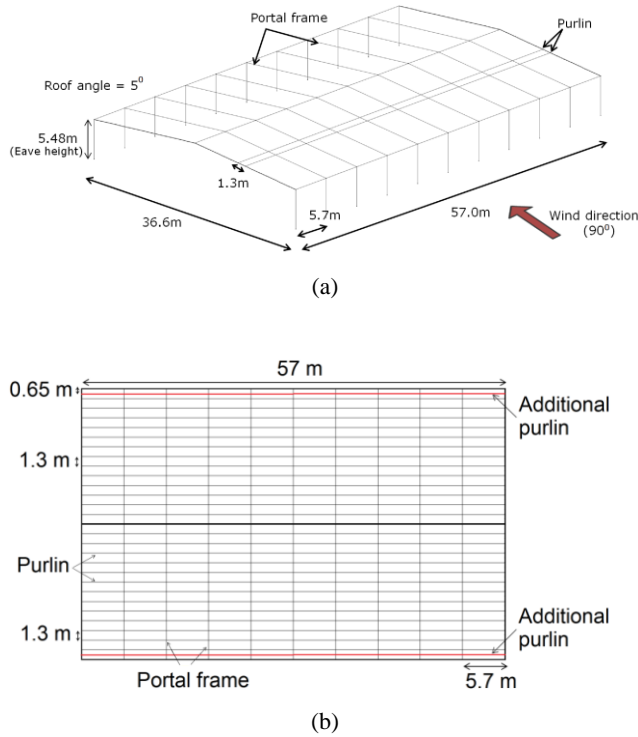 Portal frame
Purlin
Roof angle = 5⁰
5.48m
(Eave height)
1.3m
36.6m
5.7m
57.0m
Wind direction
(90⁰)
(a)
57 m
0.65 m
Additional
purlin
1.3 m
Purlin
1.3 m
Additional
purlin
Portal frame
5.7 m
(b)